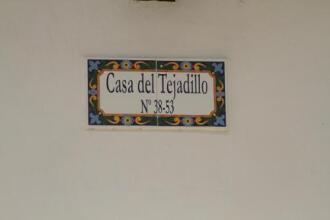 Casa del Tejadillo
Nº 38-53